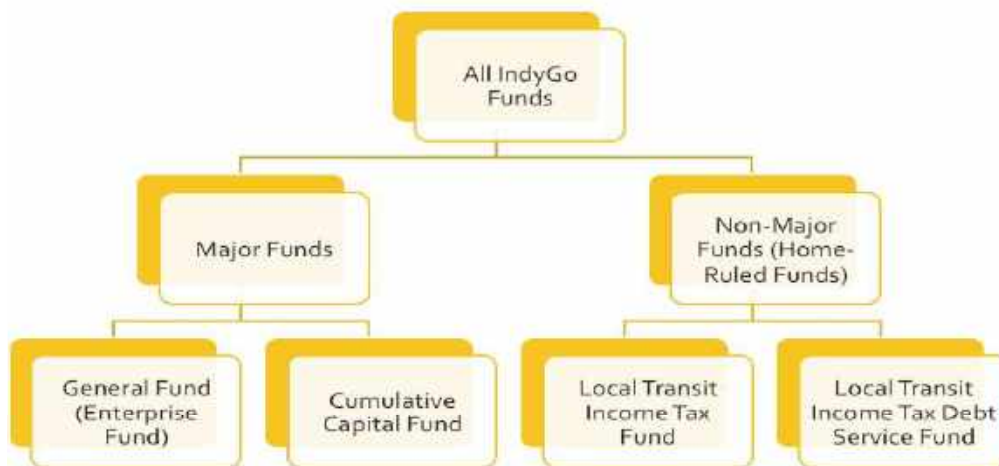 All IndyGo
Funds
Major Funds
Non-Major
Funds (Home-
Ruled Funds)
General Fund
(Enterprise
Fund)
Cumulative
Capital Fund
Local Transit
Income Tax
Fund
Local Transit
Income Tax Debt
Service Fund